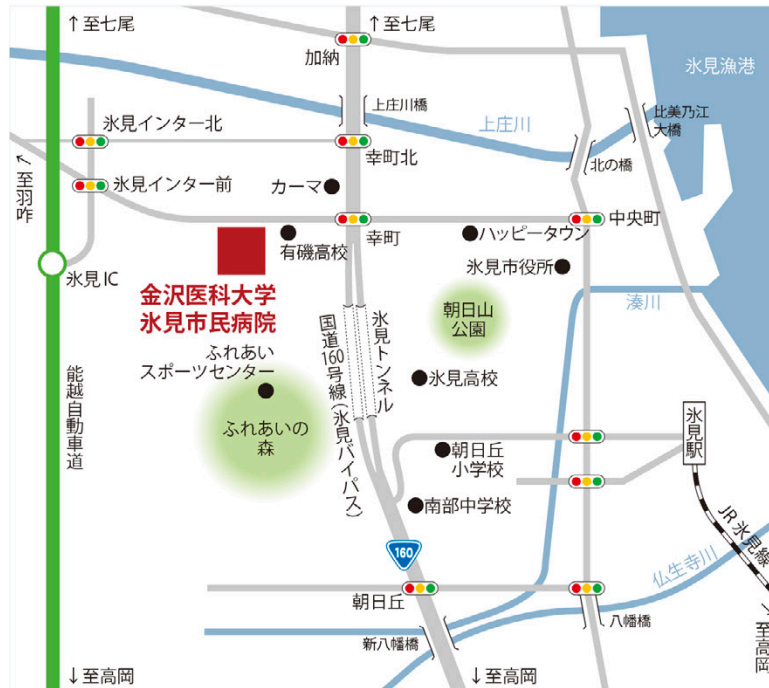 ↑至七尾
↑至七尾
加納
氷見漁港
上庄川橋
上庄川
比美乃江
大橋
北の橋
氷見インター北
幸町北
↑至羽咋
氷見インター前
カーマ
有磯高校
幸町
ハッピータウン
中央町
氷見市役所
氷見IC
金沢医科大学
氷見市民病院
朝日山
公園
湊川
国道160号線(氷見バイパス)
氷見トンネル
ふれあい
スポーツセンター
氷見高校
能越自動車道
ふれあいの
森
朝日丘
小学校
氷見駅
南部中学校
JR氷見線
160
仏生寺川
朝日丘
新八幡橋
八幡橋
↓至高岡
↓至高岡
↓至高岡